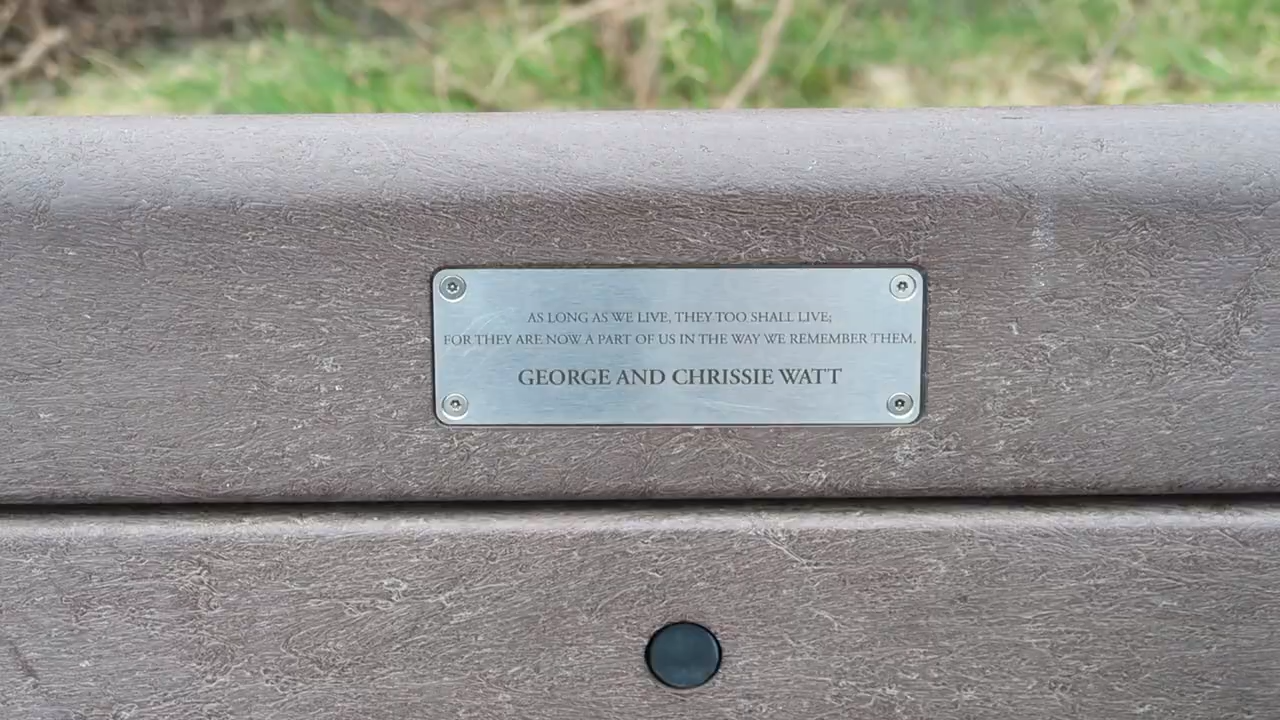 AS LONG AS WE LIVE, THEY TOO SHALL LIVE;
FOR THEY ARE NOW A PART OF US IN THE WAY WE REMEMBER THEM.
GEORGE AND CHRISSIE WATT